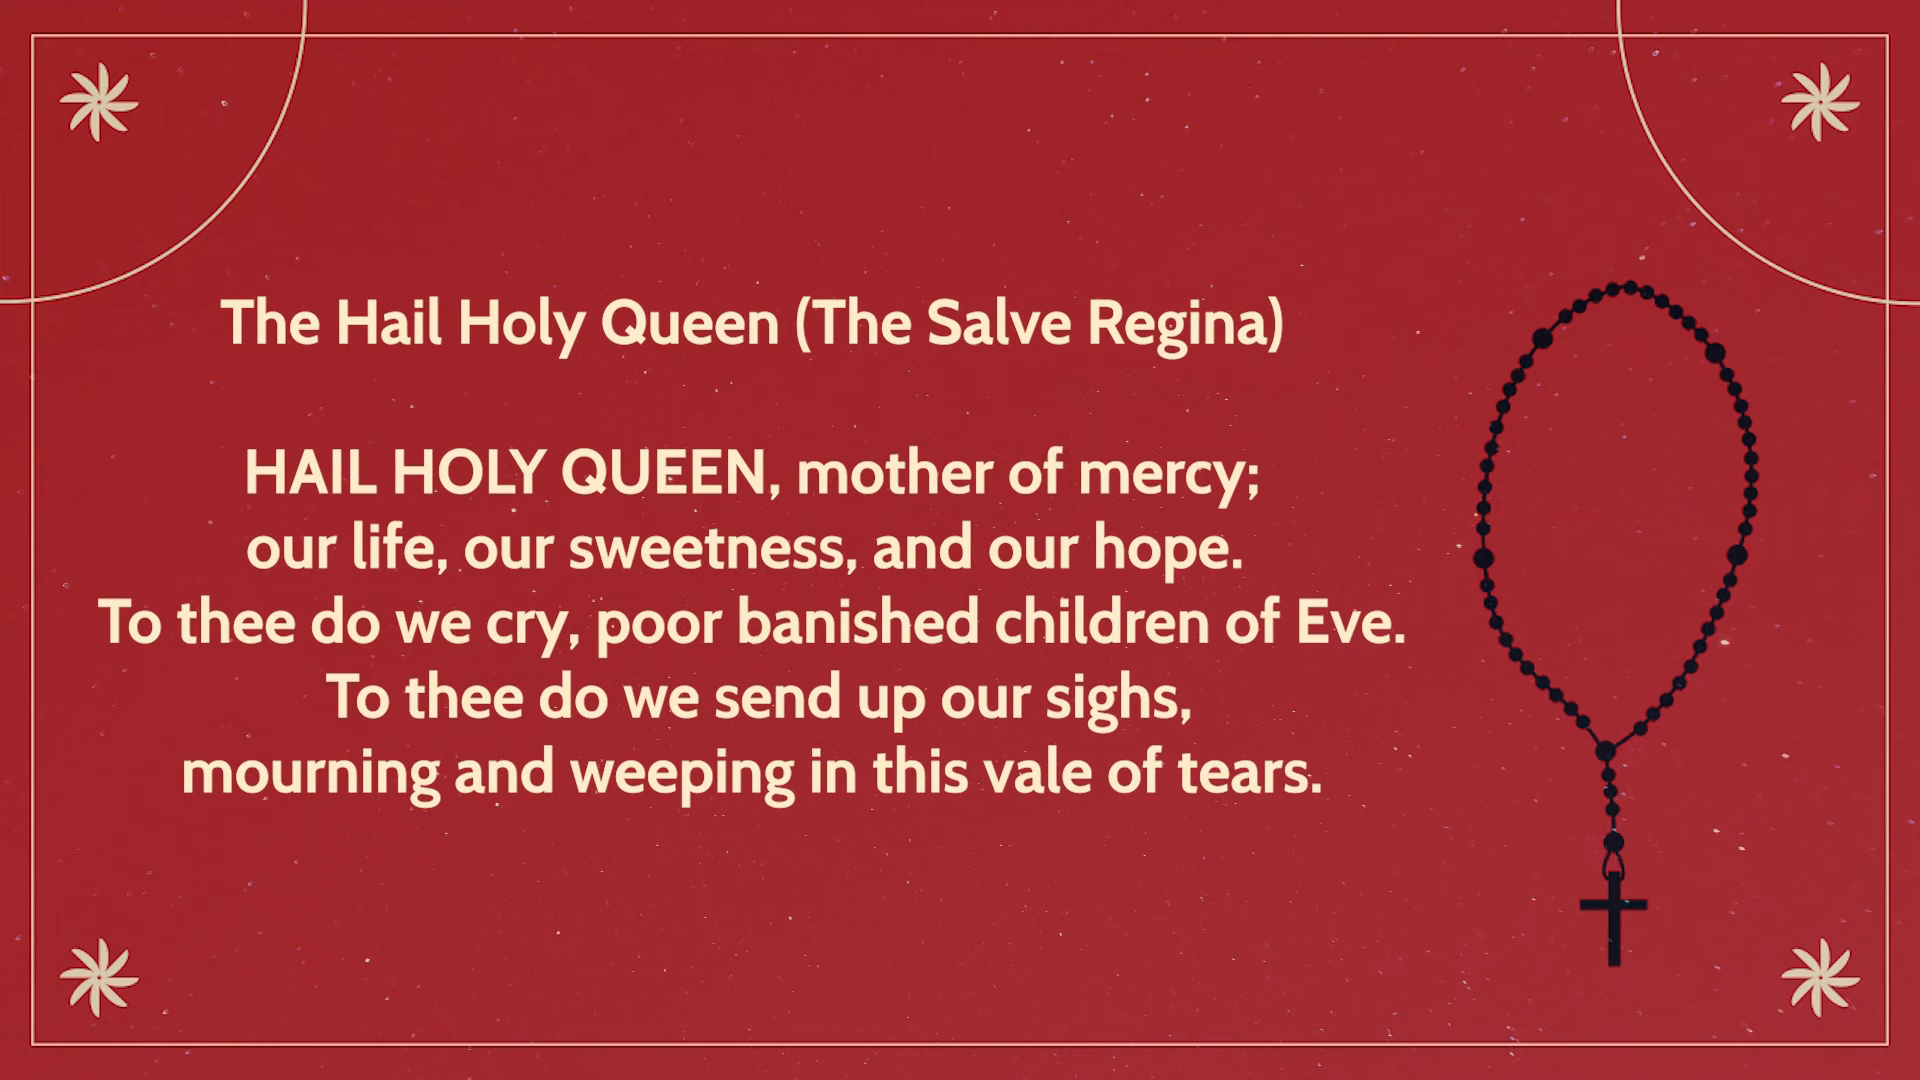 The Hail Holy Queen (The Salve Regina)
HAIL HOLY QUEEN, mother of mercy;
our life, our sweetness, and our hope.
To thee do we cry, poor banished children of Eve.
To thee do we send up our sighs,
mourning and weeping in this vale of tears.